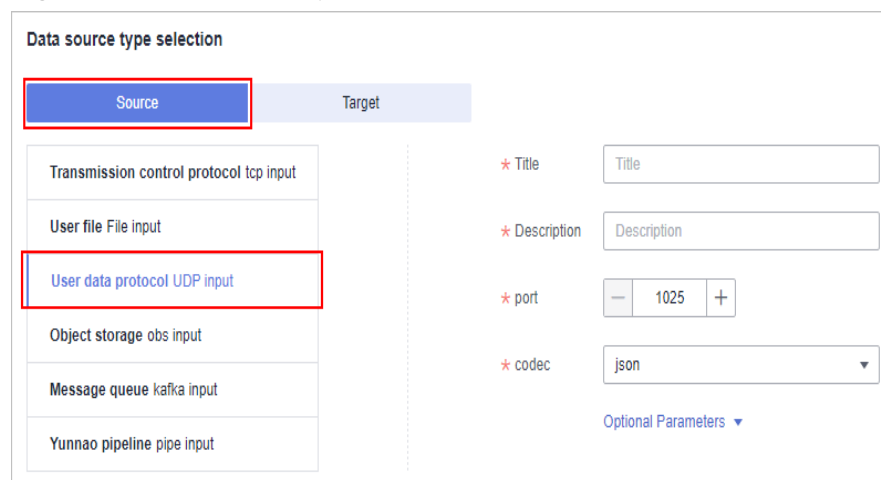 Data source type selection
Source
Target
Transmission control protocol tcp input
User file File input
User data protocol UDP input
Object storage obs input
Message queue kafka input
Yunnao pipeline pipe input
* Title
Title
* Description
Description
* port
— 1025 +
* codec
json
Optional Parameters